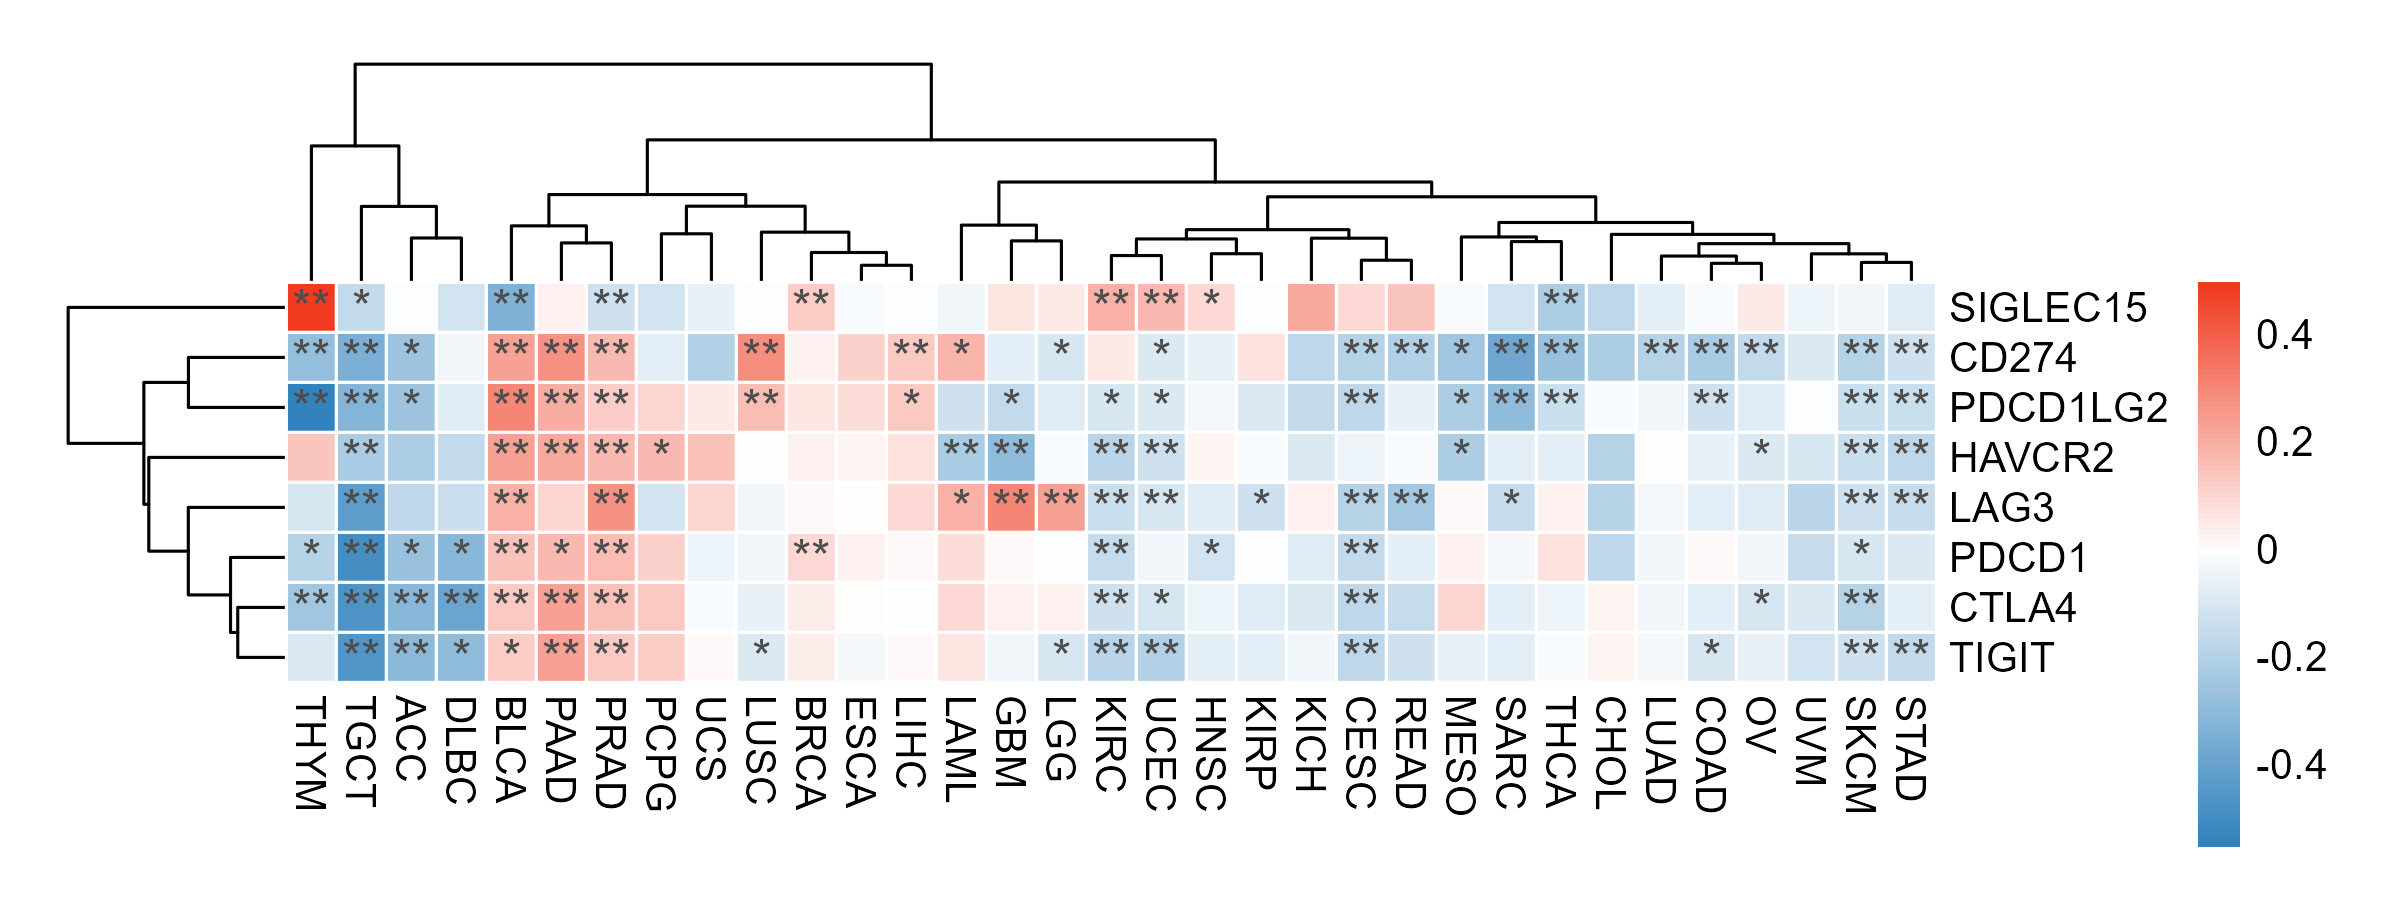 ** * ** ** ** ** ** * ** SIGLEC15
** ** * ** ** ** ** ** * * * ** ** * ** ** ** ** ** ** ** CD274
** ** * ** ** ** ** * * * * ** * ** ** ** ** ** PDCD1LG2
** ** ** ** * ** ** ** ** * * ** ** HAVCR2
** ** ** * ** ** ** ** * ** ** * ** ** LAG3
* ** * * ** * ** ** ** * ** * PDCD1
** ** ** ** ** ** ** ** * ** * ** CTLA4
** ** * * ** ** * * ** ** ** * ** ** TIGIT
THYM TGCT ACC DLBC BLCA PAAD PRAD PCPG UCS LUSC BRCA ESCA LIHC LAML GBM LGG KIRC UCEC HNSC KIRP KICH CESC READ MESO SARC THCA CHOL LUAD COAD OV UVM SKCM STAD
0.4
0.2
0
-0.2
-0.4